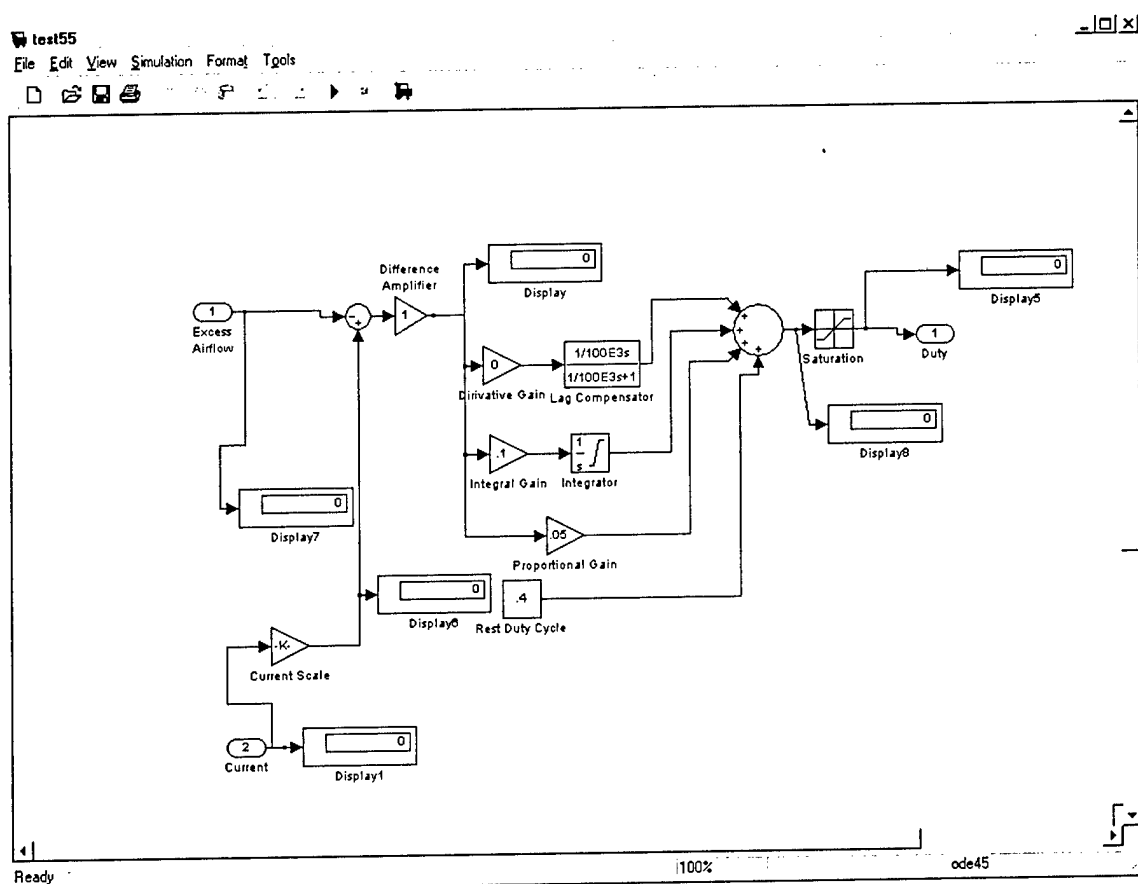 test55
File Edit View Simulation Format Tools
0
Display
Difference
Amplifier
1
1
Excess
Airflow
- +
0
Dirivative Gain
1/100E3s
1/100E3s+1
Lag Compensator
+
+
+
+
Saturation
0
Display5
1
Duty
0
Display8
.1
Integral Gain
1
s
Integrator
0
Display7
.05
Proportional Gain
0
Display6
.4
Rest Duty Cycle
-K-
Current Scale
2
Current
0
Display1
Ready
100%
ode45